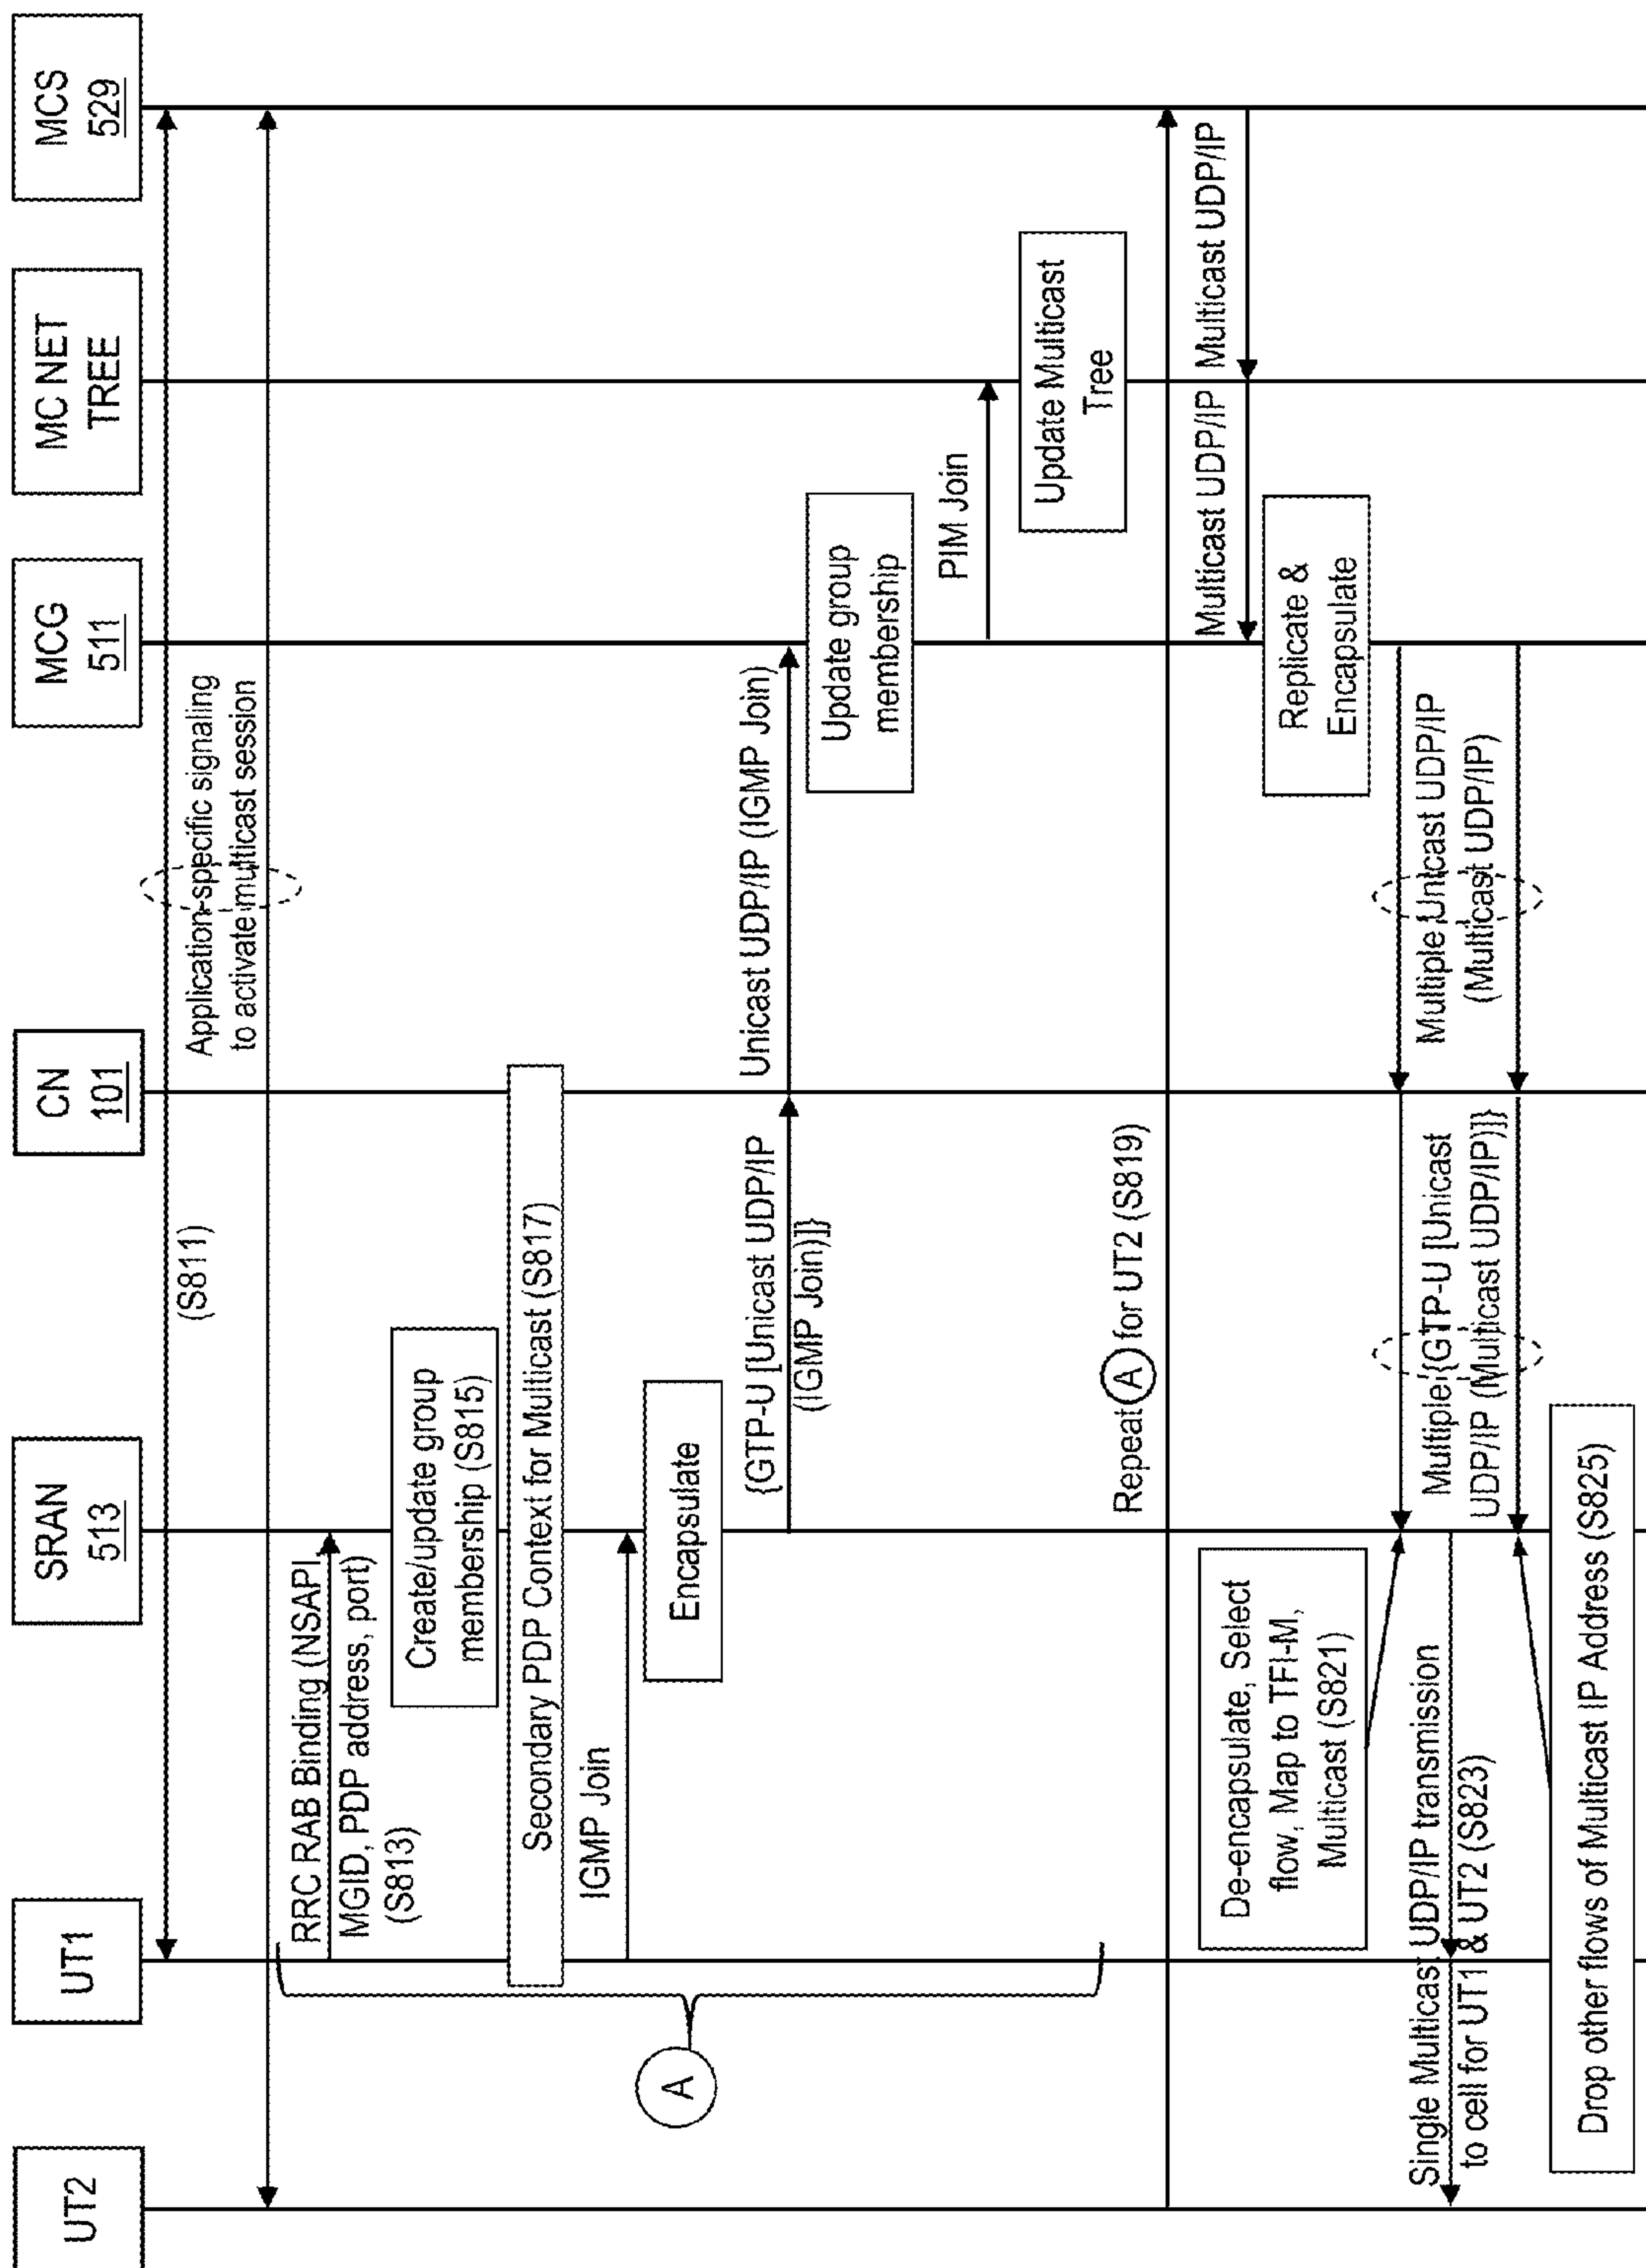 UT2
UT1
SRAN
513
CN
101
MCG
511
MC NET
TREE
MCS
529
(S811)
Application-specific signaling
to activate multicast session
RRC RAB Binding (NSAPI,
MGID, PDP address, port)
(S813)
Create/update group
membership (S815)
Secondary PDP Context for Multicast (S817)
IGMP Join
Encapsulate
A
{GTP-U [Unicast UDP/IP
(IGMP Join)]}
Unicast UDP/IP (IGMP Join)
Update group
membership
PIM Join
Update Multicast
Tree
Repeat A for UT2 (S819)
Multicast UDP/IP
Multicast UDP/IP
Replicate &
Encapsulate
De-encapsulate, Select
flow, Map to TFI-M,
Multicast (S821)
Multiple {GTP-U [Unicast
UDP/IP (Multicast UDP/IP)]}
Multiple Unicast UDP/IP
(Multicast UDP/IP)
Single Multicast UDP/IP transmission
to cell for UT1 & UT2 (S823)
Drop other flows of Multicast IP Address (S825)